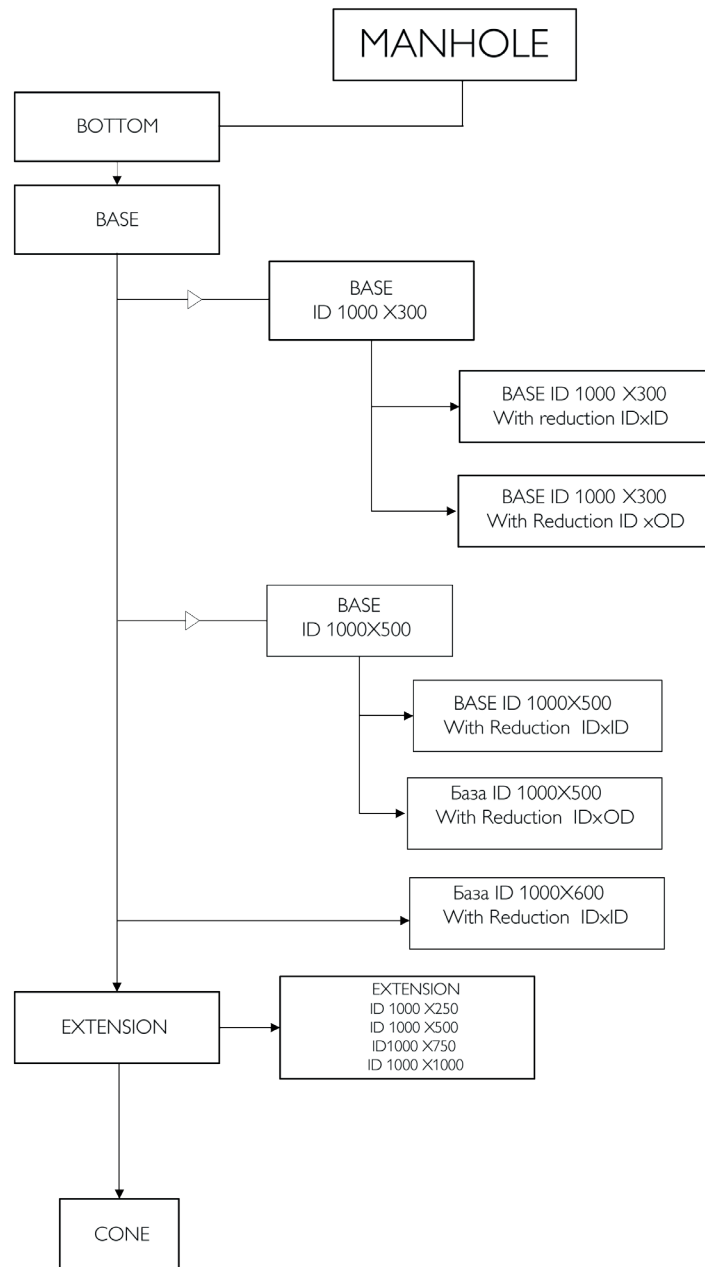 MANHOLE
BOTTOM
BASE
BASE
ID 1000 X300
BASE ID 1000 X300
With reduction IDxID
BASE ID 1000 X300
With Reduction ID xOD
BASE
ID 1000X500
BASE ID 1000X500
With Reduction IDxID
База ID 1000X500
With Reduction IDxOD
База ID 1000X600
With Reduction IDxID
EXTENSION
EXTENSION
ID 1000 X250
ID 1000 X500
ID1000 X750
ID 1000 X1000
CONE